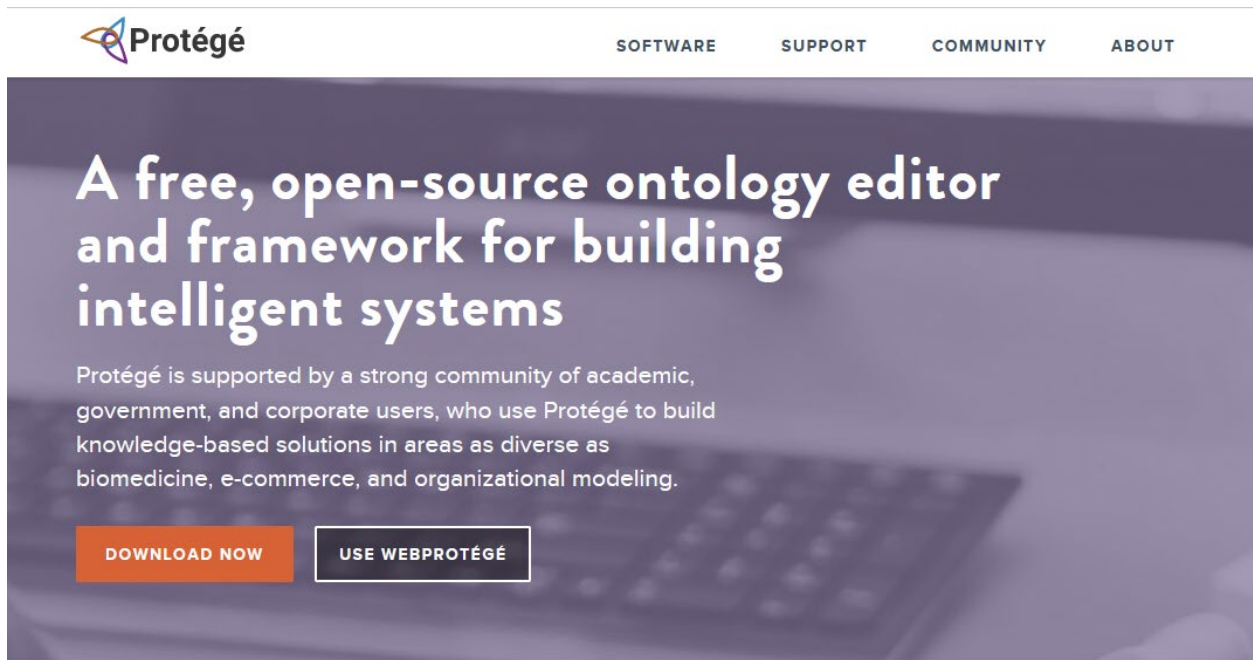 Protégé
SOFTWARE SUPPORT COMMUNITY ABOUT
A free, open-source ontology editor
and framework for building
intelligent systems
Protégé is supported by a strong community of academic,
government, and corporate users, who use Protégé to build
knowledge-based solutions in areas as diverse as
biomedicine, e-commerce, and organizational modeling.
DOWNLOAD NOW
USE WEBPROTÉGÉ